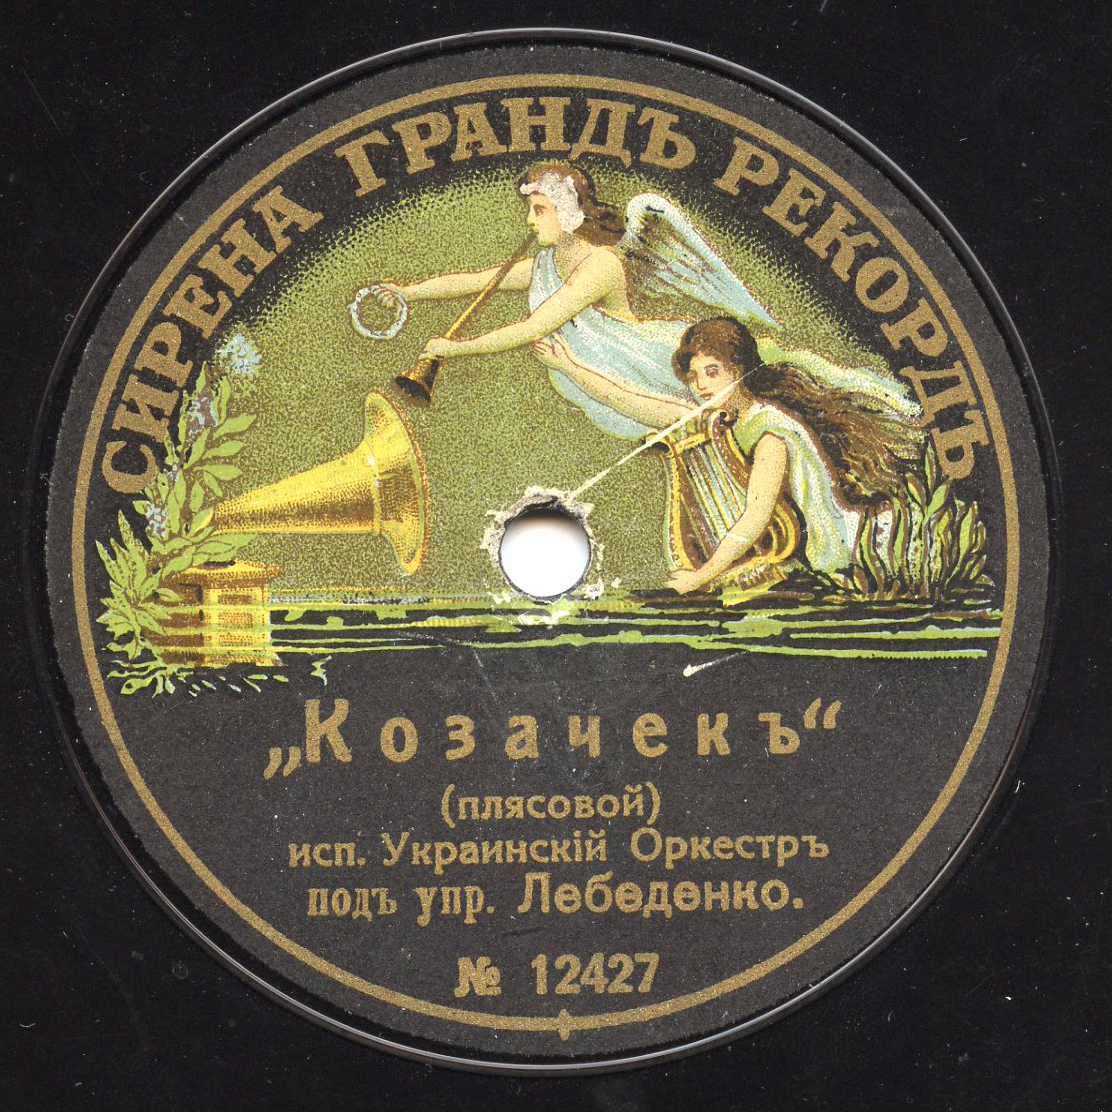 СИРЕНА ГРАНДЪ РЕКОРДЪ
„Козачекъ“
(плясовой)
исп. Украинскій Оркестръ
подъ упр. Лебеденко.
№ 12427